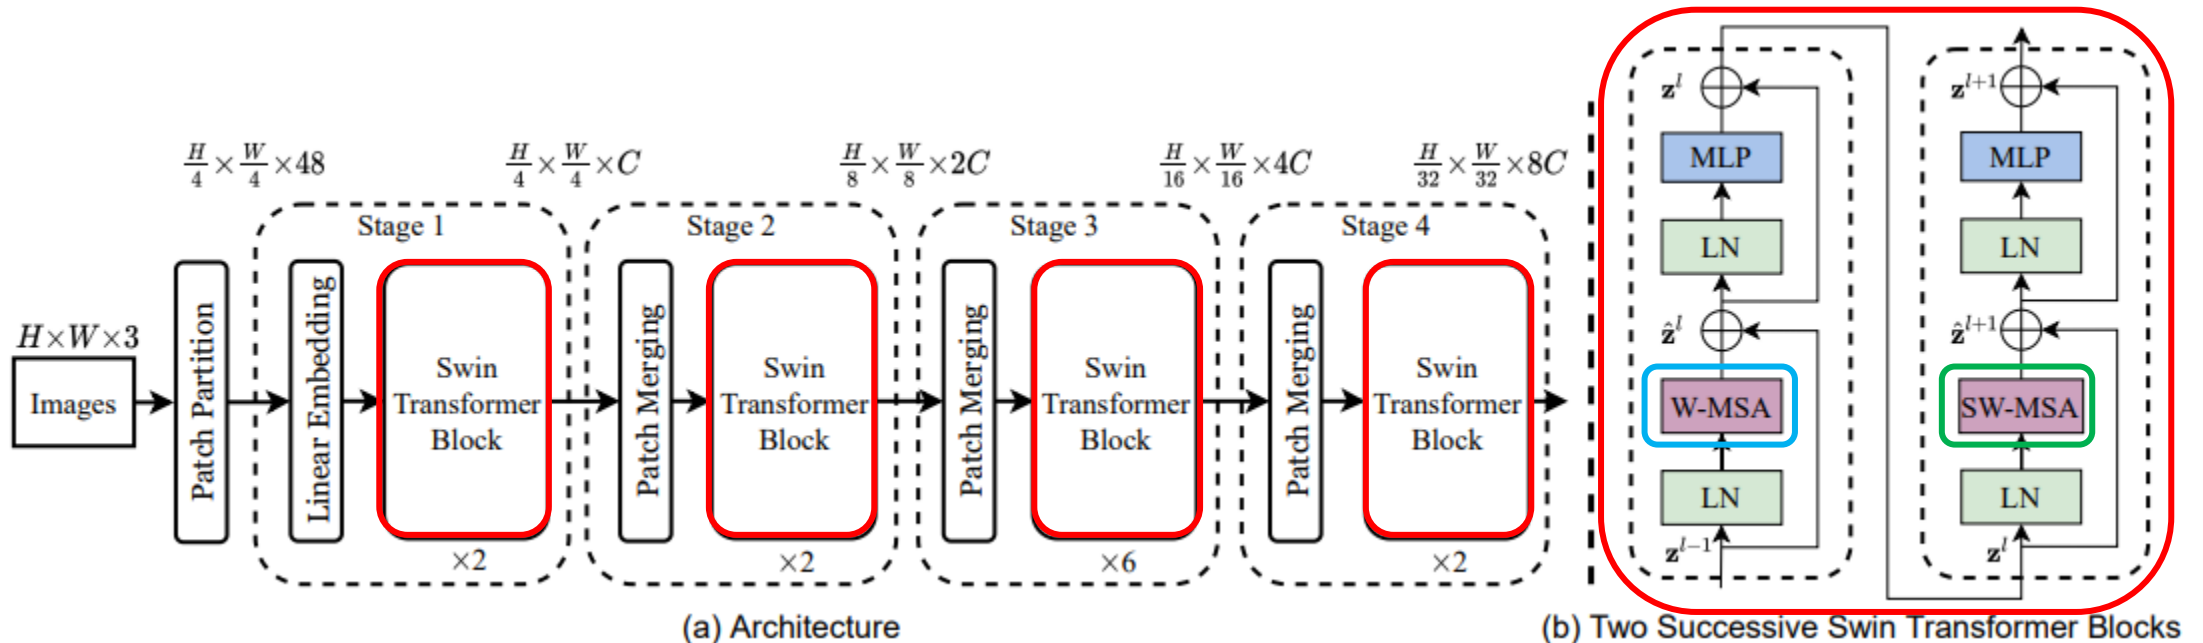 H×W×3
Images
Patch Partition
H/4 × W/4 × 48
Stage 1
Linear Embedding
Swin
Transformer
Block
×2
H/4 × W/4 × C
Stage 2
Patch Merging
Swin
Transformer
Block
×2
H/8 × W/8 × 2C
Stage 3
Patch Merging
Swin
Transformer
Block
×6
H/16 × W/16 × 4C
Stage 4
Patch Merging
Swin
Transformer
Block
×2
H/32 × W/32 × 8C
(a) Architecture
z^l
MLP
LN
ẑ^l
W-MSA
LN
z^{l-1}
z^{l+1}
MLP
LN
ẑ^{l+1}
SW-MSA
LN
z^l
(b) Two Successive Swin Transformer Blocks